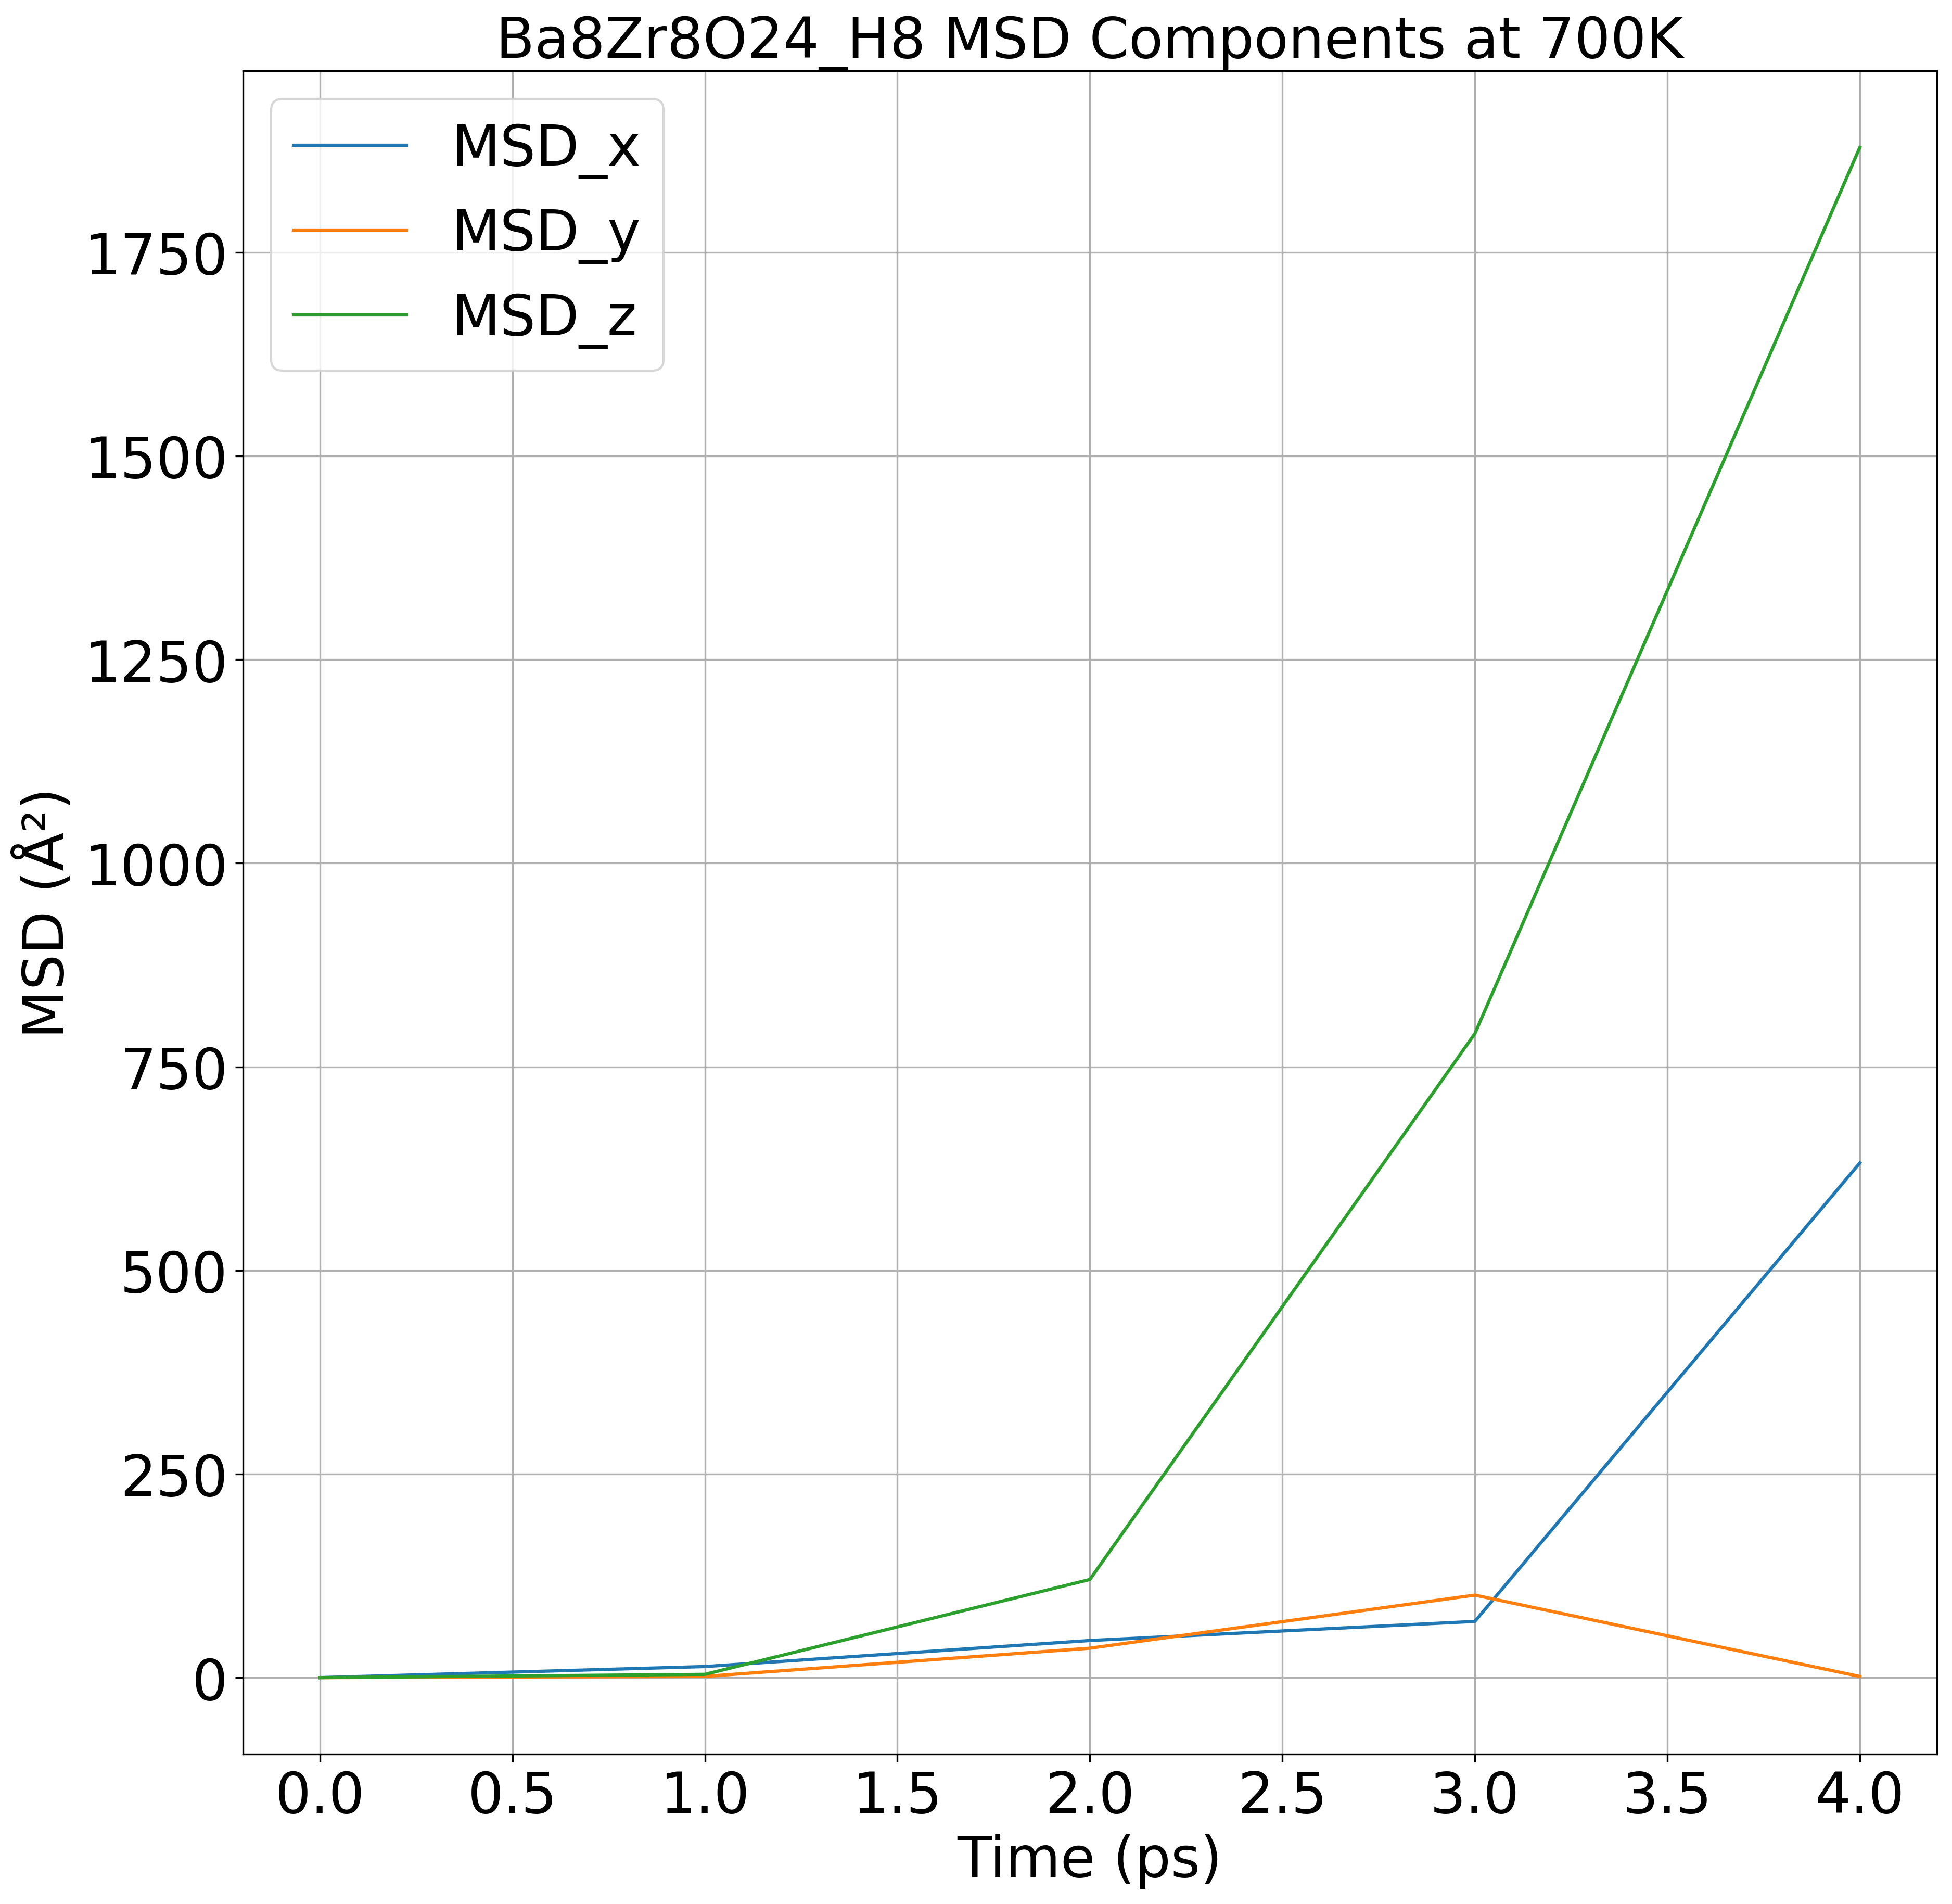 Ba8Zr8O24_H8 MSD Components at 700K
MSD_x
MSD_y
MSD_z
1750
1500
1250
1000
750
500
250
0
MSD (Å²)
0.0 0.5 1.0 1.5 2.0 2.5 3.0 3.5 4.0
Time (ps)